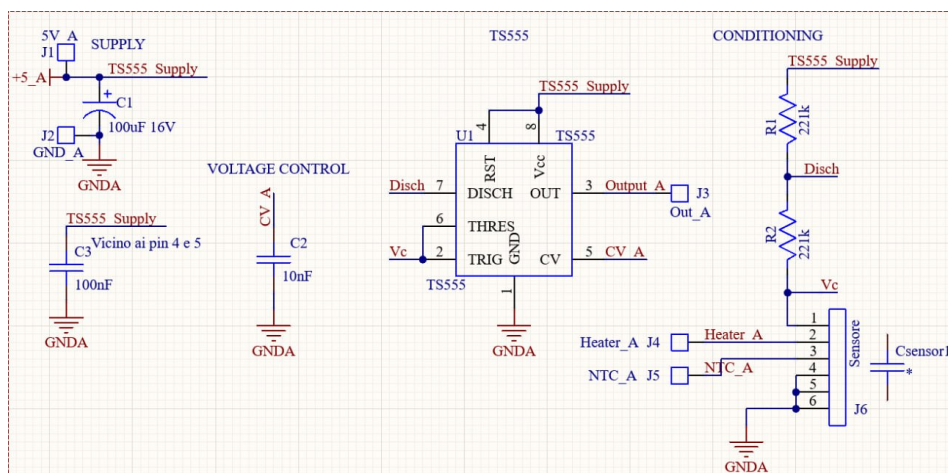 5V_A
J1
SUPPLY
+5_A
TS555_Supply
C1
100uF 16V
J2
GND_A
GNDA
TS555_Supply
C3
Vicino ai pin 4 e 5
100nF
GNDA
VOLTAGE CONTROL
CV_A
C2
10nF
GNDA
TS555
TS555_Supply
4
8
U1
TS555
RST
Vcc
Disch
7
DISCH
OUT
3
Output_A
J3
Out_A
6
THRES
GND
Vc
2
TRIG
CV
5
CV_A
TS555
1
GNDA
CONDITIONING
TS555_Supply
R1
221k
Disch
R2
221k
Vc
1
2
3
4
5
6
Sensore
J6
Heater_A
J4
Heater_A
NTC_A
J5
NTC_A
Csensor1
*
GNDA